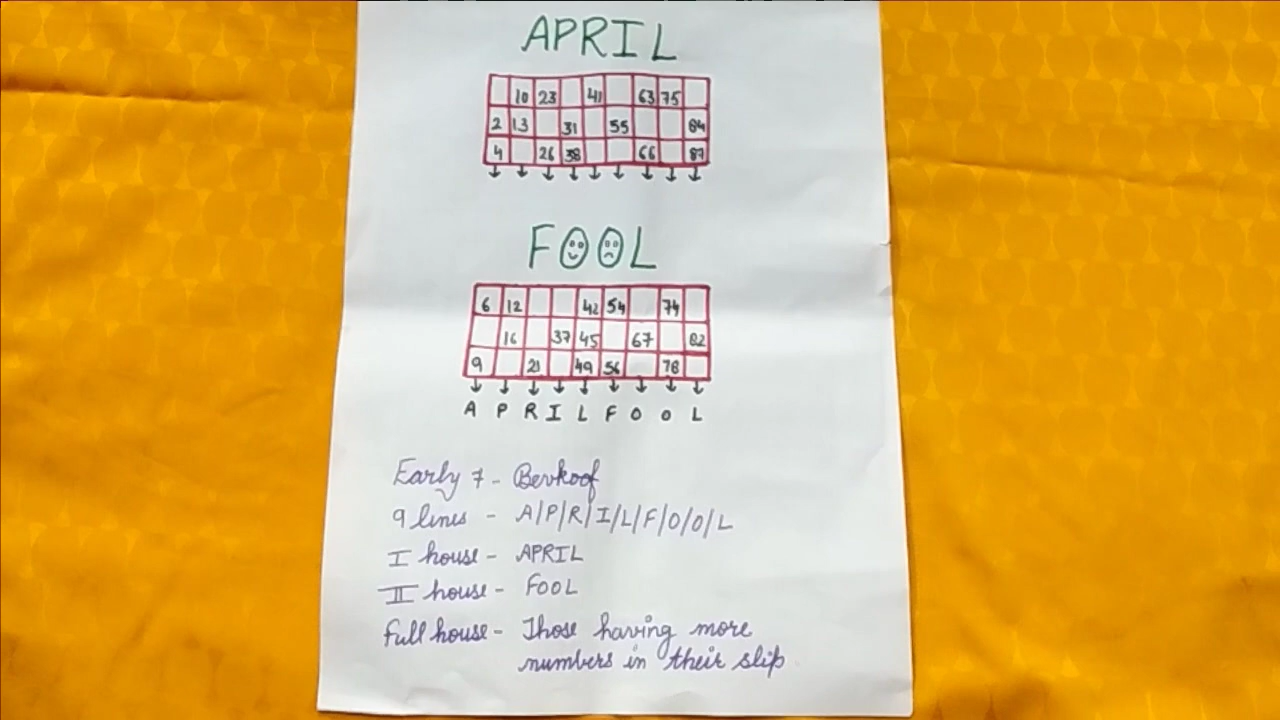 APRIL
10 23 41 63 75
2 13 31 55 84
4 26 38 66 87
FOOL
6 12 42 54 74
16 37 45 67 82
9 21 49 56 78
A P R I L F O O L
Early 7 - Bevkoof
9 lines - A/P/R/I/L/F/O/O/L
I house - APRIL
II house - FOOL
Full house - Those having more
numbers in their slip